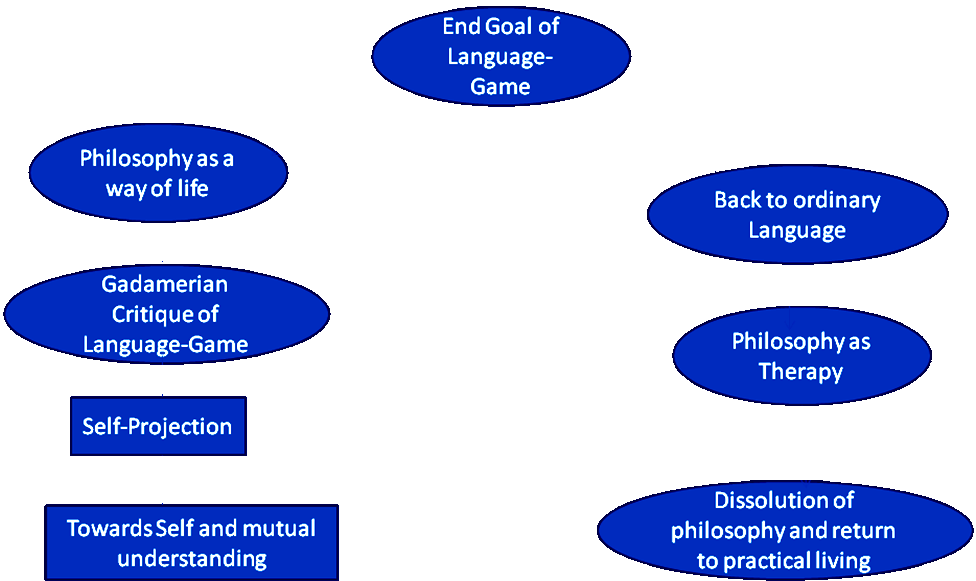 End Goal of
Language-
Game
Philosophy as a
way of life
Back to ordinary
Language
Gadamerian
Critique of
Language-Game
Philosophy as
Therapy
Self-Projection
Towards Self and mutual
understanding
Dissolution of
philosophy and return
to practical living